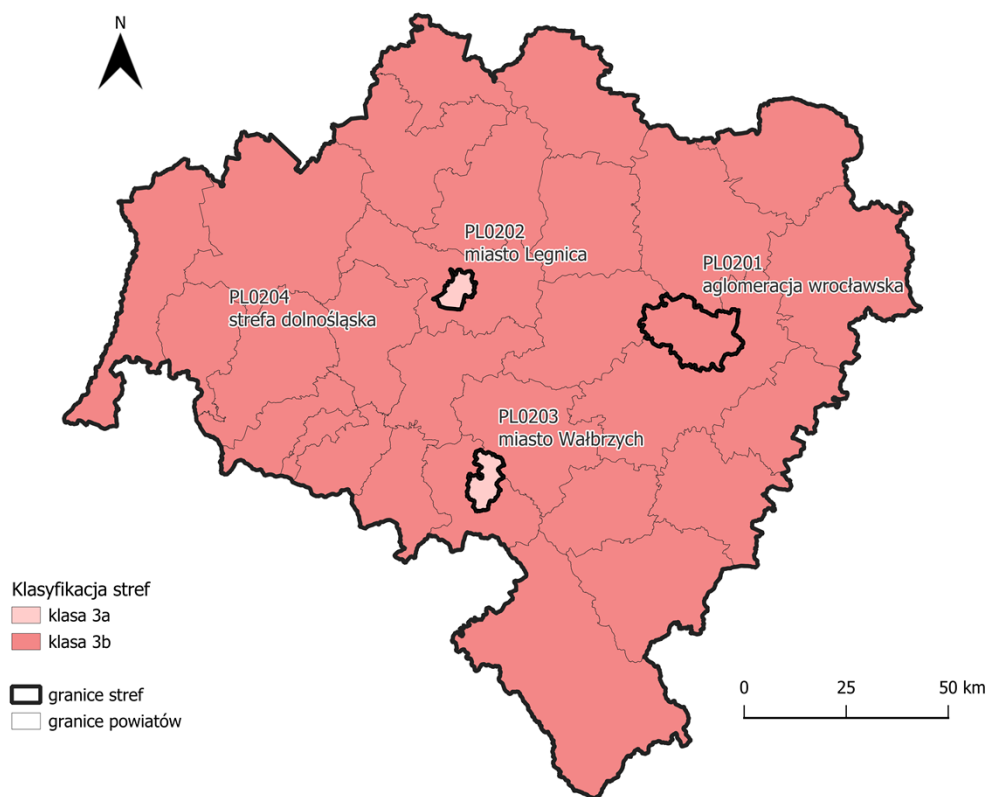 N
PL0202
miasto Legnica
PL0201
aglomeracja wrocławska
PL0204
strefa dolnośląska
PL0203
miasto Wałbrzych
Klasyfikacja stref
klasa 3a
klasa 3b
granice stref
granice powiatów
0 25 50 km